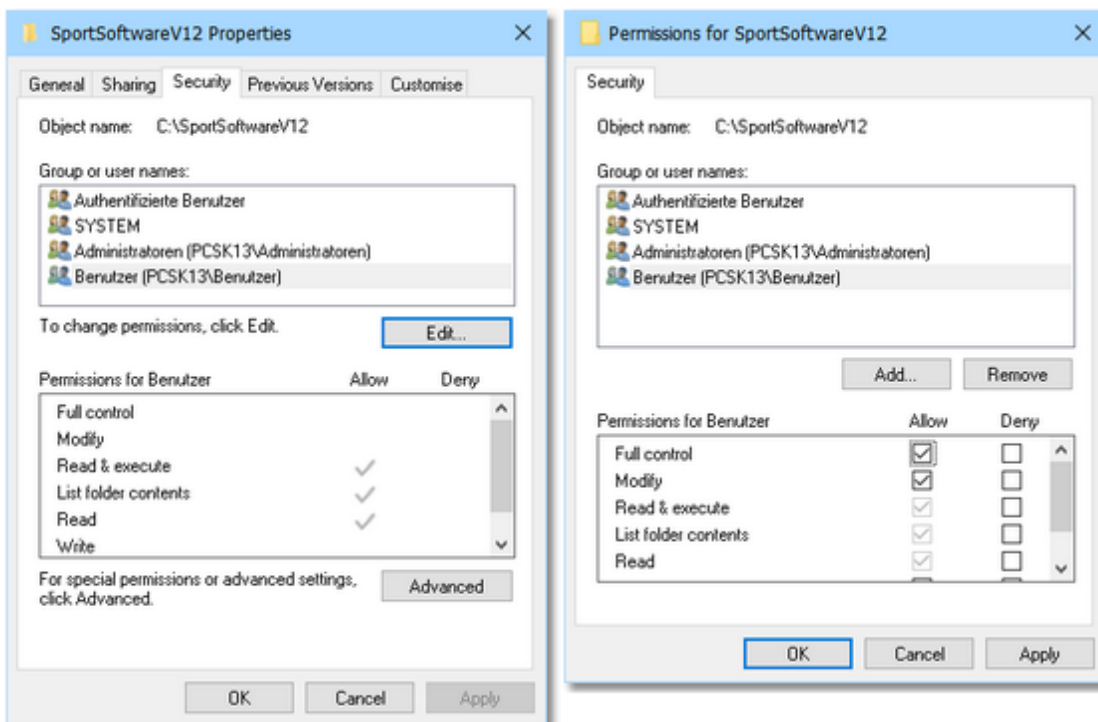 SportSoftwareV12 Properties
General Sharing Security Previous Versions Customise
Object name: C:\SportSoftwareV12
Group or user names:
Authentifizierte Benutzer
SYSTEM
Administratoren (PCSK13\Administratoren)
Benutzer (PCSK13\Benutzer)
To change permissions, click Edit.
Edit...
Permissions for Benutzer Allow Deny
Full control
Modify
Read & execute
List folder contents
Read
Write
For special permissions or advanced settings,
click Advanced.
Advanced
OK Cancel Apply
Permissions for SportSoftwareV12
Security
Object name: C:\SportSoftwareV12
Group or user names:
Authentifizierte Benutzer
SYSTEM
Administratoren (PCSK13\Administratoren)
Benutzer (PCSK13\Benutzer)
Add... Remove
Permissions for Benutzer Allow Deny
Full control
Modify
Read & execute
List folder contents
Read
OK Cancel Apply